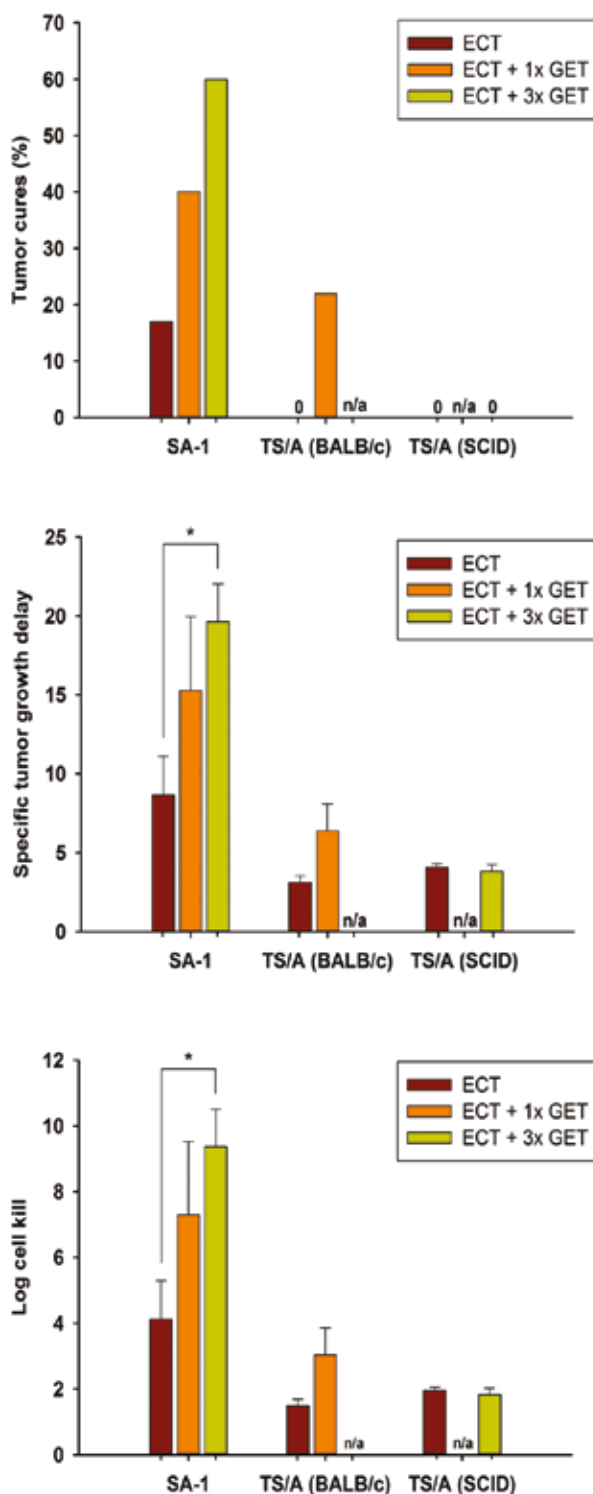 Tumor cures (%)
70
60
50
40
30
20
10
0
ECT
ECT + 1x GET
ECT + 3x GET
0
n/a
0
n/a
0
SA-1
TS/A (BALB/c)
TS/A (SCID)
Specific tumor growth delay
25
20
15
10
5
0
ECT
ECT + 1x GET
ECT + 3x GET
*
n/a
n/a
SA-1
TS/A (BALB/c)
TS/A (SCID)
Log cell kill
12
10
8
6
4
2
0
ECT
ECT + 1x GET
ECT + 3x GET
*
n/a
n/a
SA-1
TS/A (BALB/c)
TS/A (SCID)